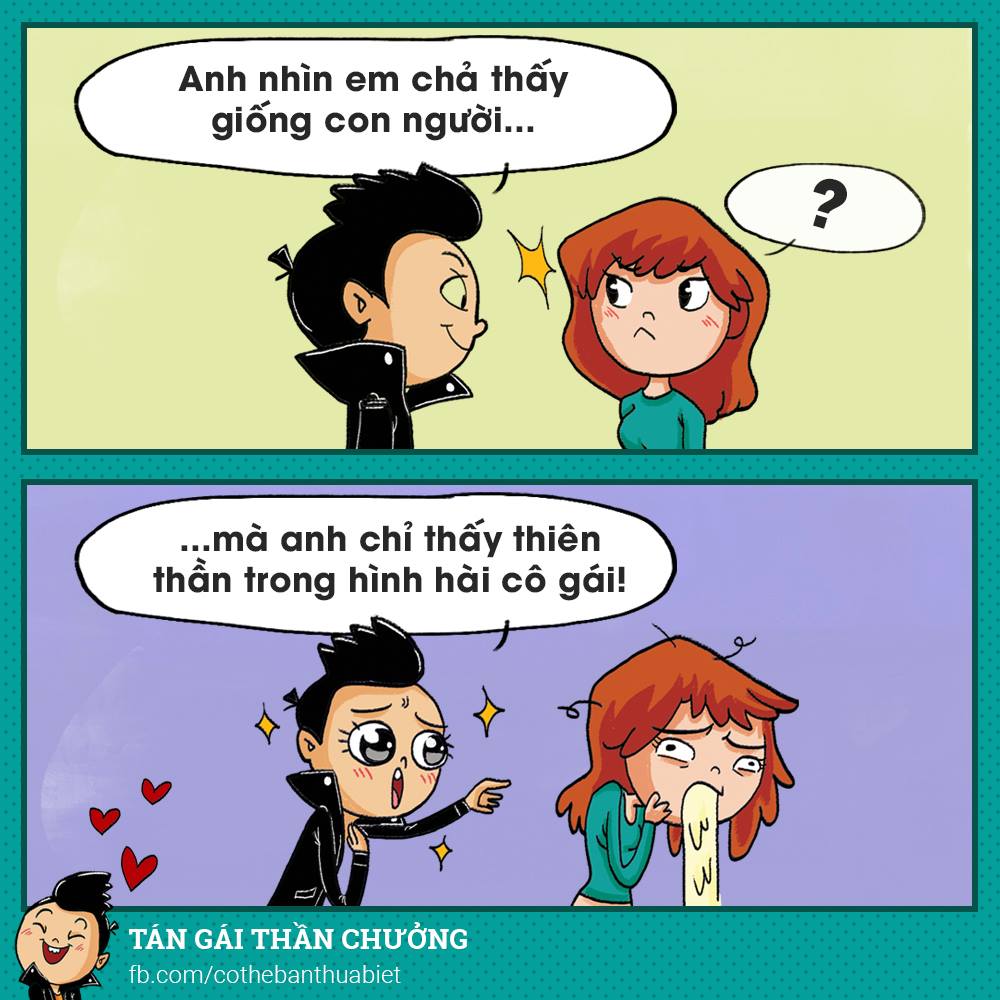 Anh nhìn em chả thấy
giống con người...
?
...mà anh chỉ thấy thiên
thần trong hình hài cô gái!
TÁN GÁI THẦN CHƯỞNG
fb.com/cothebanthuabiet